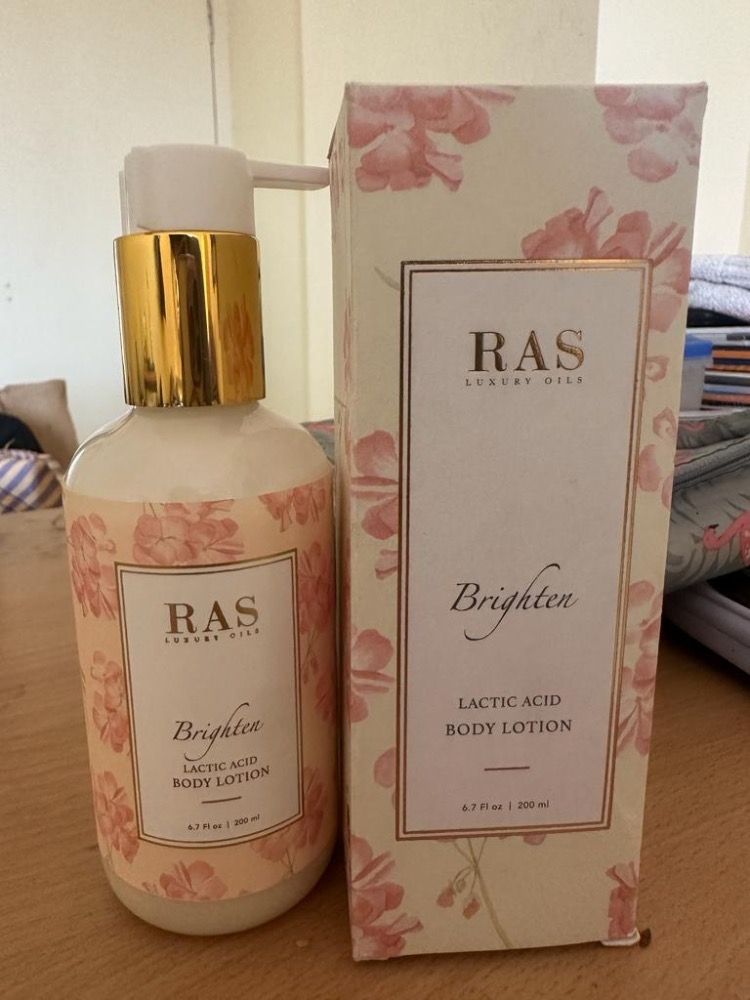 RAS
LUXURY OILS
Brighten
LACTIC ACID
BODY LOTION
6.7 Fl oz | 200 ml
RAS
LUXURY OILS
Brighten
LACTIC ACID
BODY LOTION
6.7 Fl oz | 200 ml